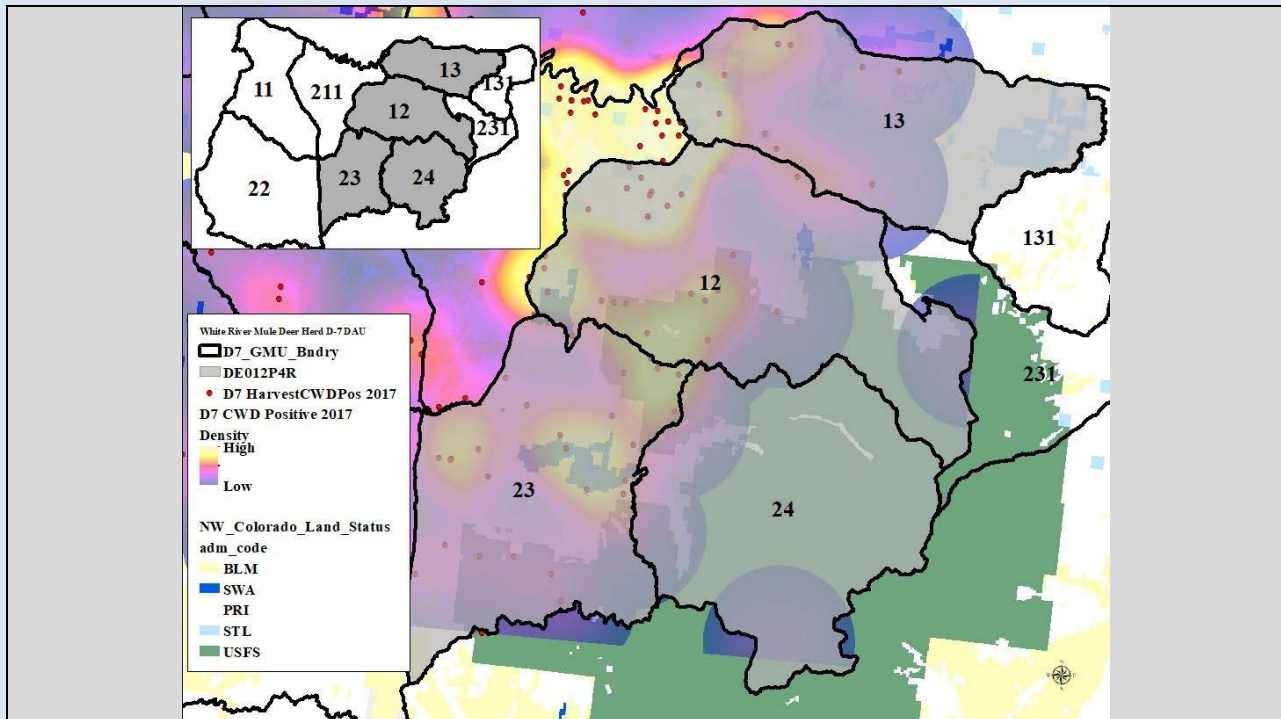 11
211
13
131
12
231
22
23
24
13
131
12
231
23
24
White River Mule Deer Herd D-7 DAU
D7_GMU_Bndry
DE012P4R
D7 HarvestCWDPos 2017
D7 CWD Positive 2017
Density
High
Low
NW_Colorado_Land_Status
adm_code
BLM
SWA
PRI
STL
USFS